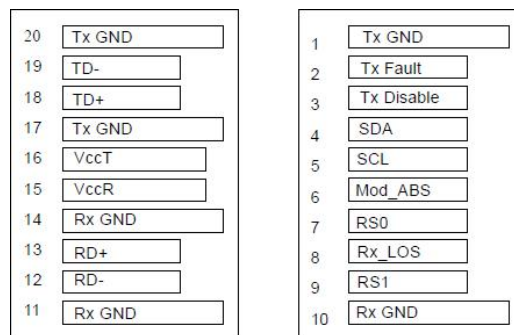 20 Tx GND
19 TD-
18 TD+
17 Tx GND
16 VccT
15 VccR
14 Rx GND
13 RD+
12 RD-
11 Rx GND
1 Tx GND
2 Tx Fault
3 Tx Disable
4 SDA
5 SCL
6 Mod_ABS
7 RS0
8 Rx_LOS
9 RS1
10 Rx GND